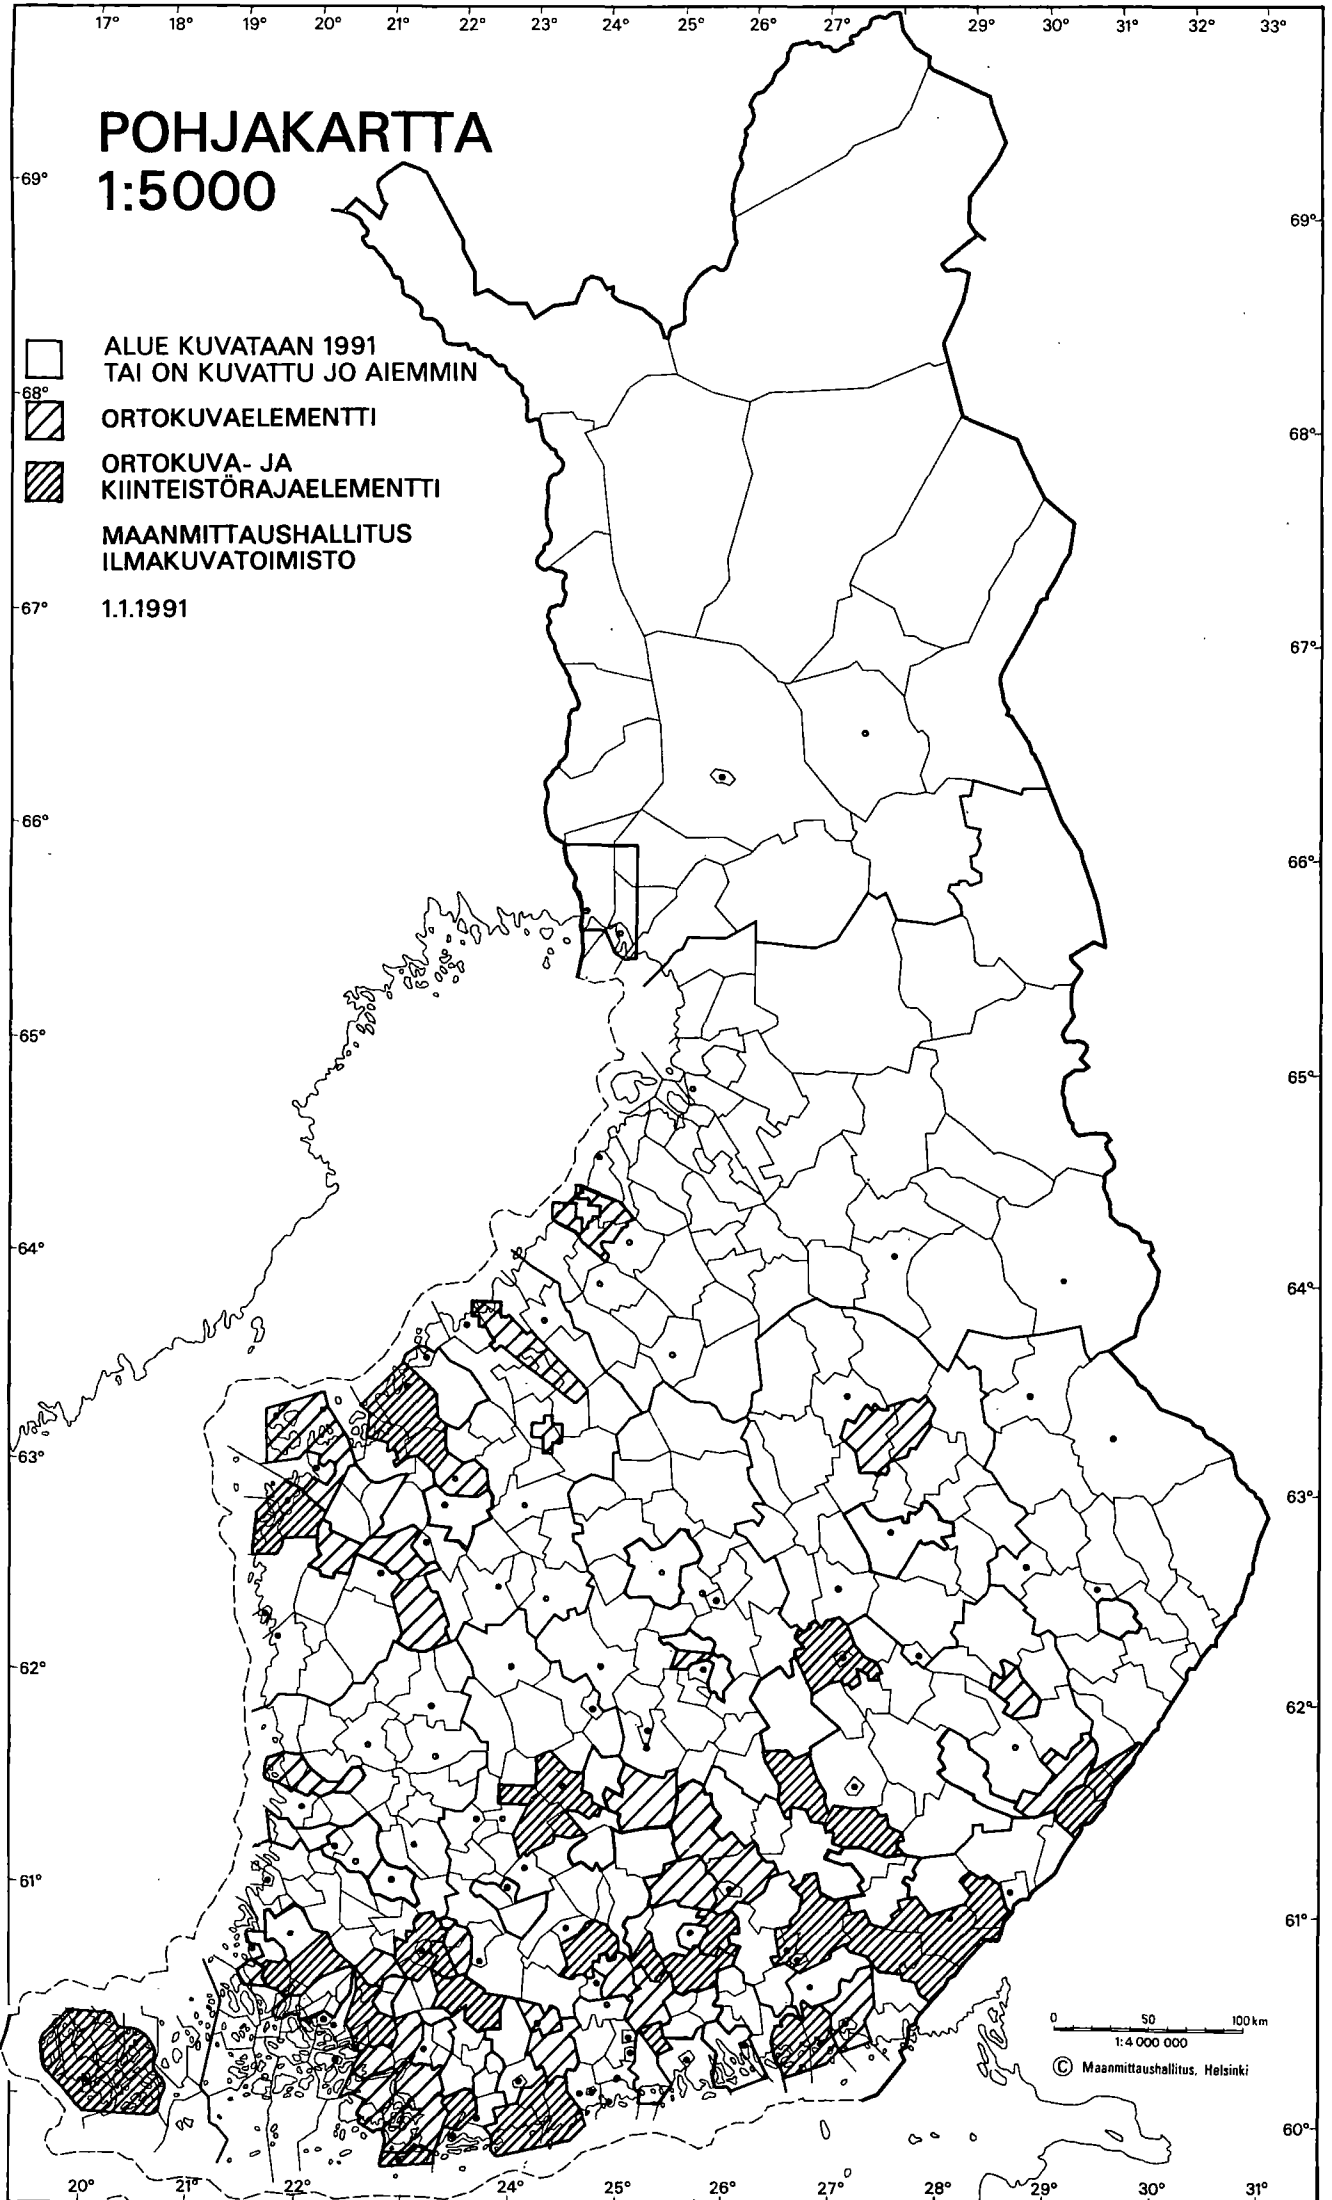 17° 18° 19° 20° 21° 22° 23° 24° 25° 26° 27° 28° 29° 30° 31° 32° 33°
POHJAKARTTA
1:5000
69°
69°
ALUE KUVATAAN 1991
TAI ON KUVATTU JO AIEMMIN
68°
ORTOKUVAELEMENTTI
68°
ORTOKUVA- JA
KIINTEISTÖRAJAELEMENTTI
MAANMITTAUSHALLITUS
ILMAKUVATOIMISTO
1.1.1991
67°
67°
66°
66°
65°
65°
64°
64°
63°
63°
62°
62°
61°
61°
0 50 100 km
1:4 000 000
© Maanmittaushallitus, Helsinki
60°
20° 21° 22° 24° 25° 26° 27° 28° 29° 30° 31°